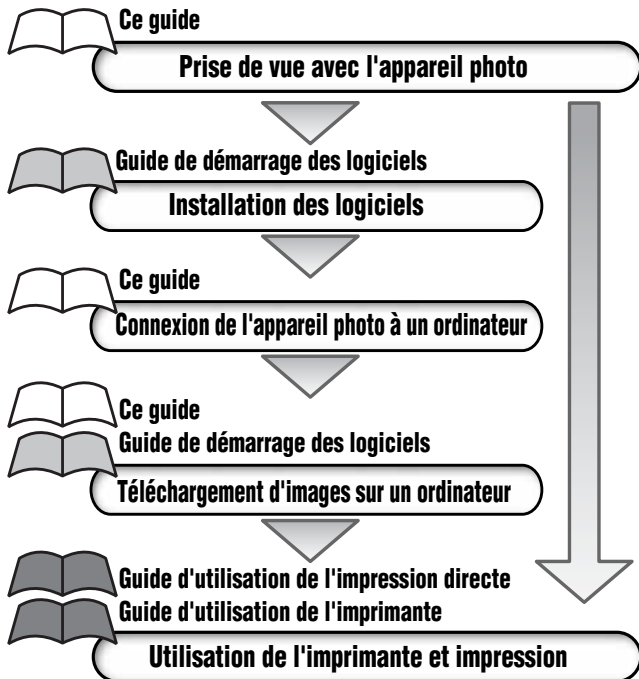 Ce guide
Prise de vue avec l'appareil photo
Guide de démarrage des logiciels
Installation des logiciels
Ce guide
Connexion de l'appareil photo à un ordinateur
Ce guide
Guide de démarrage des logiciels
Téléchargement d'images sur un ordinateur
Guide d'utilisation de l'impression directe
Guide d'utilisation de l'imprimante
Utilisation de l'imprimante et impression